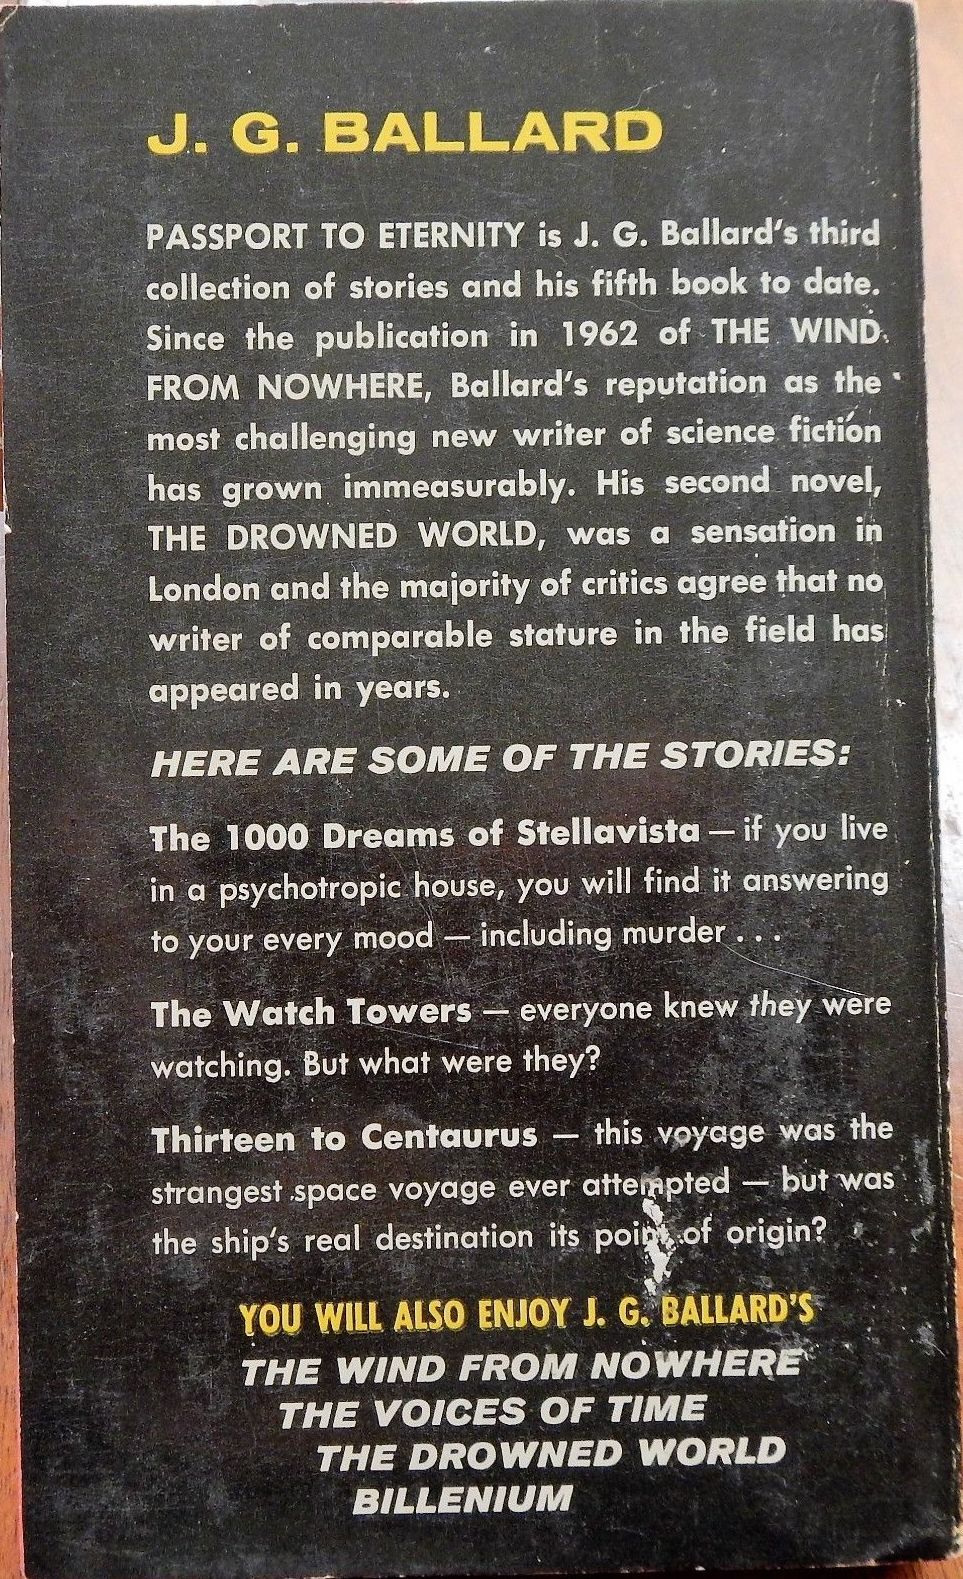 J. G. BALLARD
PASSPORT TO ETERNITY is J. G. Ballard's third
collection of stories and his fifth book to date.
Since the publication in 1962 of THE WIND
FROM NOWHERE, Ballard's reputation as the
most challenging new writer of science fiction
has grown immeasurably. His second novel,
THE DROWNED WORLD, was a sensation in
London and the majority of critics agree that no
writer of comparable stature in the field has
appeared in years.
HERE ARE SOME OF THE STORIES:
The 1000 Dreams of Stellavista — if you live
in a psychotropic house, you will find it answering
to your every mood — including murder . . .
The Watch Towers — everyone knew they were
watching. But what were they?
Thirteen to Centaurus — this voyage was the
strangest space voyage ever attempted — but was
the ship's real destination its point of origin?
YOU WILL ALSO ENJOY J. G. BALLARD'S
THE WIND FROM NOWHERE
THE VOICES OF TIME
THE DROWNED WORLD
BILLENIUM